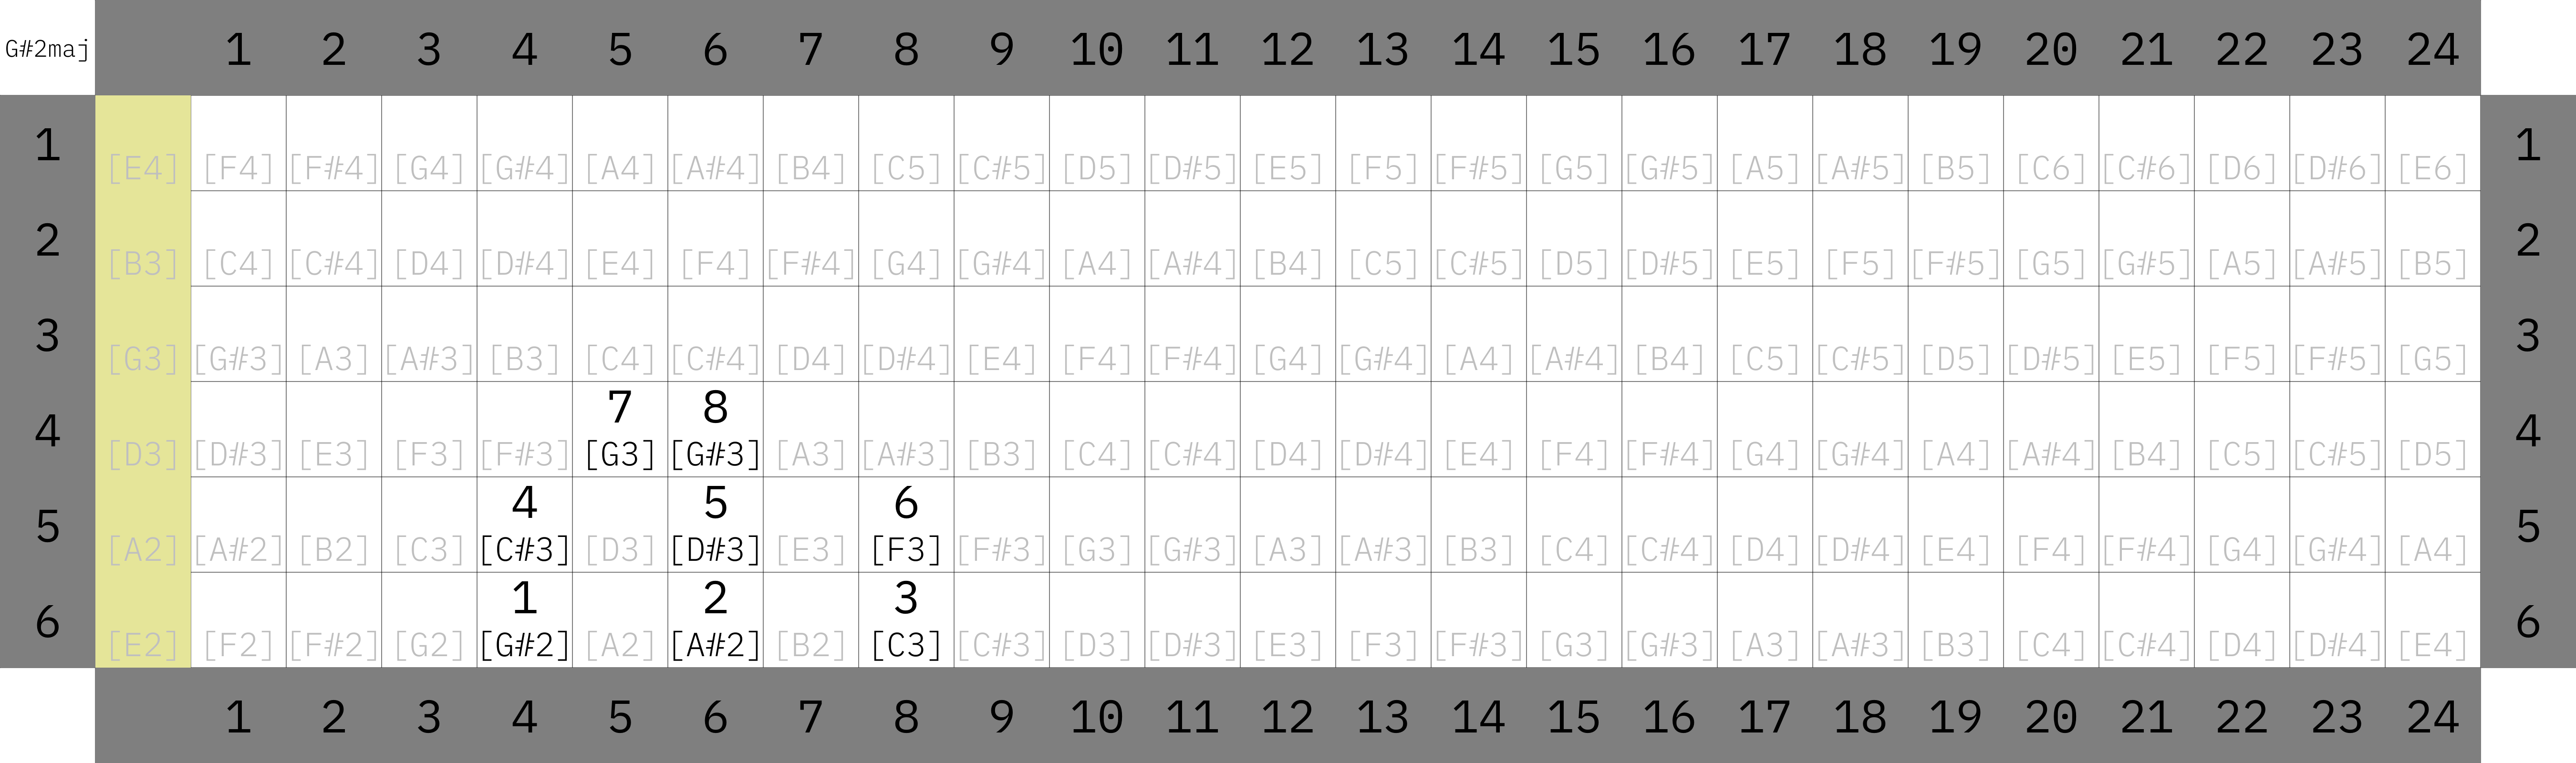 G#2maj 1 2 3 4 5 6 7 8 9 10 11 12 13 14 15 16 17 18 19 20 21 22 23 24
1 [E4] [F4] [F#4] [G4] [G#4] [A4] [A#4] [B4] [C5] [C#5] [D5] [D#5] [E5] [F5] [F#5] [G5] [G#5] [A5] [A#5] [B5] [C6] [C#6] [D6] [D#6] [E6] 1
2 [B3] [C4] [C#4] [D4] [D#4] [E4] [F4] [F#4] [G4] [G#4] [A4] [A#4] [B4] [C5] [C#5] [D5] [D#5] [E5] [F5] [F#5] [G5] [G#5] [A5] [A#5] [B5] 2
3 [G3] [G#3] [A3] [A#3] [B3] [C4] [C#4] [D4] [D#4] [E4] [F4] [F#4] [G4] [G#4] [A4] [A#4] [B4] [C5] [C#5] [D5] [D#5] [E5] [F5] [F#5] [G5] 3
7 8
4 [D3] [D#3] [E3] [F3] [F#3] [G3] [G#3] [A3] [A#3] [B3] [C4] [C#4] [D4] [D#4] [E4] [F4] [F#4] [G4] [G#4] [A4] [A#4] [B4] [C5] [C#5] [D5] 4
4 5 6
5 [A2] [A#2] [B2] [C3] [C#3] [D3] [D#3] [E3] [F3] [F#3] [G3] [G#3] [A3] [A#3] [B3] [C4] [C#4] [D4] [D#4] [E4] [F4] [F#4] [G4] [G#4] [A4] 5
1 2 3
6 [E2] [F2] [F#2] [G2] [G#2] [A2] [A#2] [B2] [C3] [C#3] [D3] [D#3] [E3] [F3] [F#3] [G3] [G#3] [A3] [A#3] [B3] [C4] [C#4] [D4] [D#4] [E4] 6
1 2 3 4 5 6 7 8 9 10 11 12 13 14 15 16 17 18 19 20 21 22 23 24